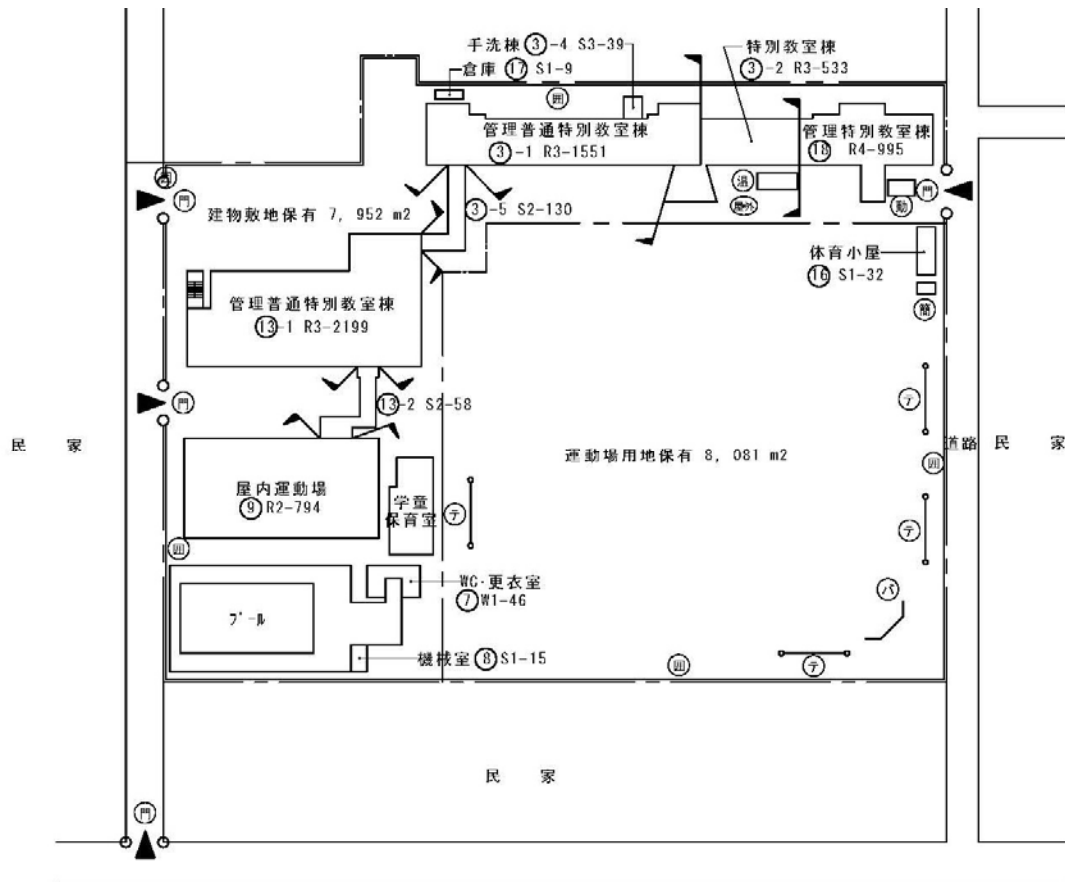 手洗棟③-4 S3-39
特別教室棟
倉庫⑰ S1-9
③-2 R3-533
囲
管理普通特別教室棟
③-1 R3-1551
管理特別教室棟
⑱ R4-995
門
温
屋外
動
門
建物敷地保有 7, 952 m2
③-5 S2-130
体育小屋
⑯ S1-32
管理普通特別教室棟
⑬-1 R3-2199
簡
門
⑬-2 S2-58
テ
民 家
運動場用地保有 8, 081 m2
道路
民 家
囲
屋内運動場
⑨ R2-794
学童
保育室
テ
テ
囲
WC·更衣室
⑦ W1-46
バ
プール
機械室⑧ S1-15
囲
テ
民 家
門